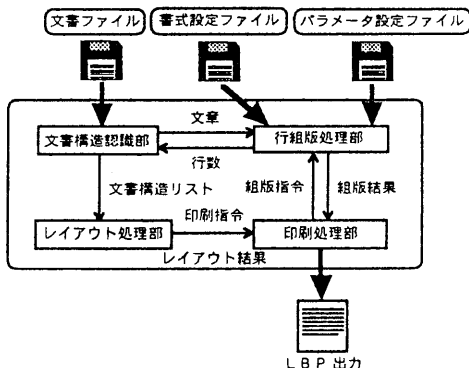 文書ファイル
書式設定ファイル
パラメータ設定ファイル
文章
文書構造認識部
行組版処理部
行数
文書構造リスト
組版指令
組版結果
印刷指令
レイアウト処理部
印刷処理部
レイアウト結果
LBP出力